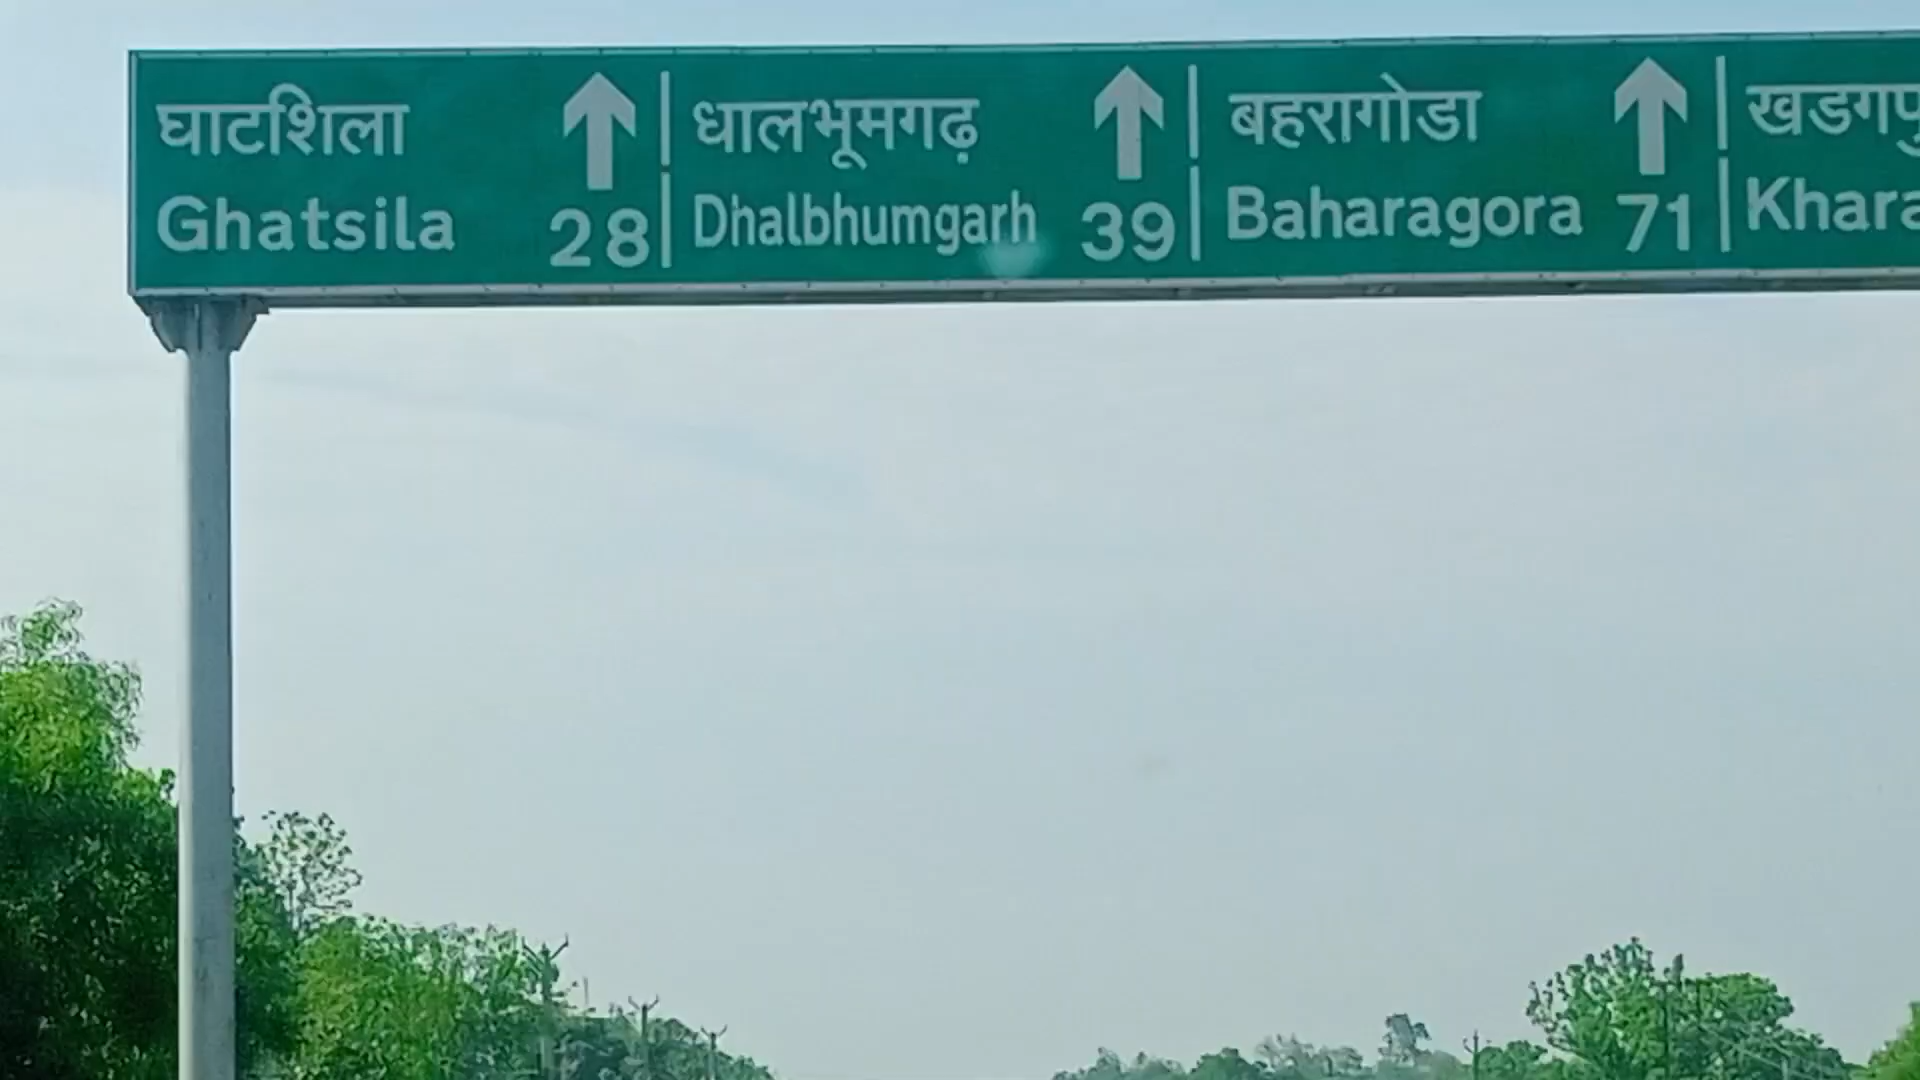 घाटशिला
Ghatsila 28
धालभूमगढ़
Dhalbhumgarh 39
बहरागोडा
Baharagora 71